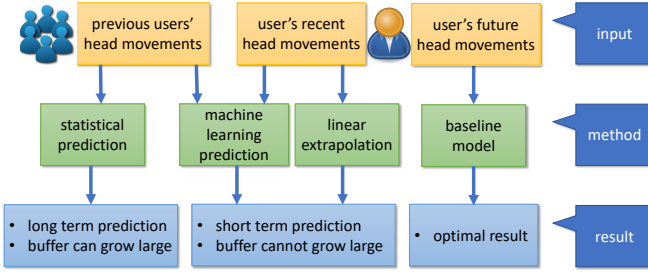 previous users'
head movements
user's recent
head movements
user's future
head movements
input
statistical
prediction
machine
learning
prediction
linear
extrapolation
baseline
model
method
• long term prediction
• buffer can grow large
• short term prediction
• buffer cannot grow large
• optimal result
result